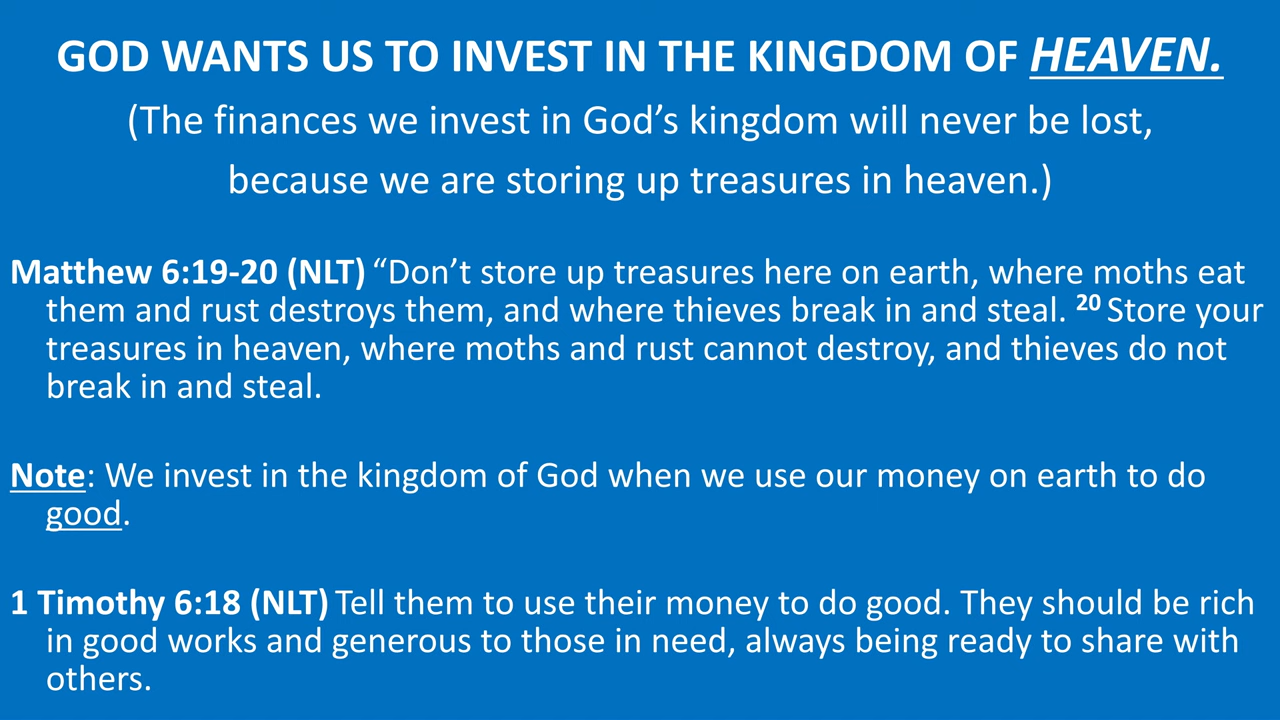 GOD WANTS US TO INVEST IN THE KINGDOM OF HEAVEN.
(The finances we invest in God’s kingdom will never be lost,
because we are storing up treasures in heaven.)
Matthew 6:19-20 (NLT) “Don’t store up treasures here on earth, where moths eat
them and rust destroys them, and where thieves break in and steal. 20 Store your
treasures in heaven, where moths and rust cannot destroy, and thieves do not
break in and steal.
Note: We invest in the kingdom of God when we use our money on earth to do
good.
1 Timothy 6:18 (NLT) Tell them to use their money to do good. They should be rich
in good works and generous to those in need, always being ready to share with
others.